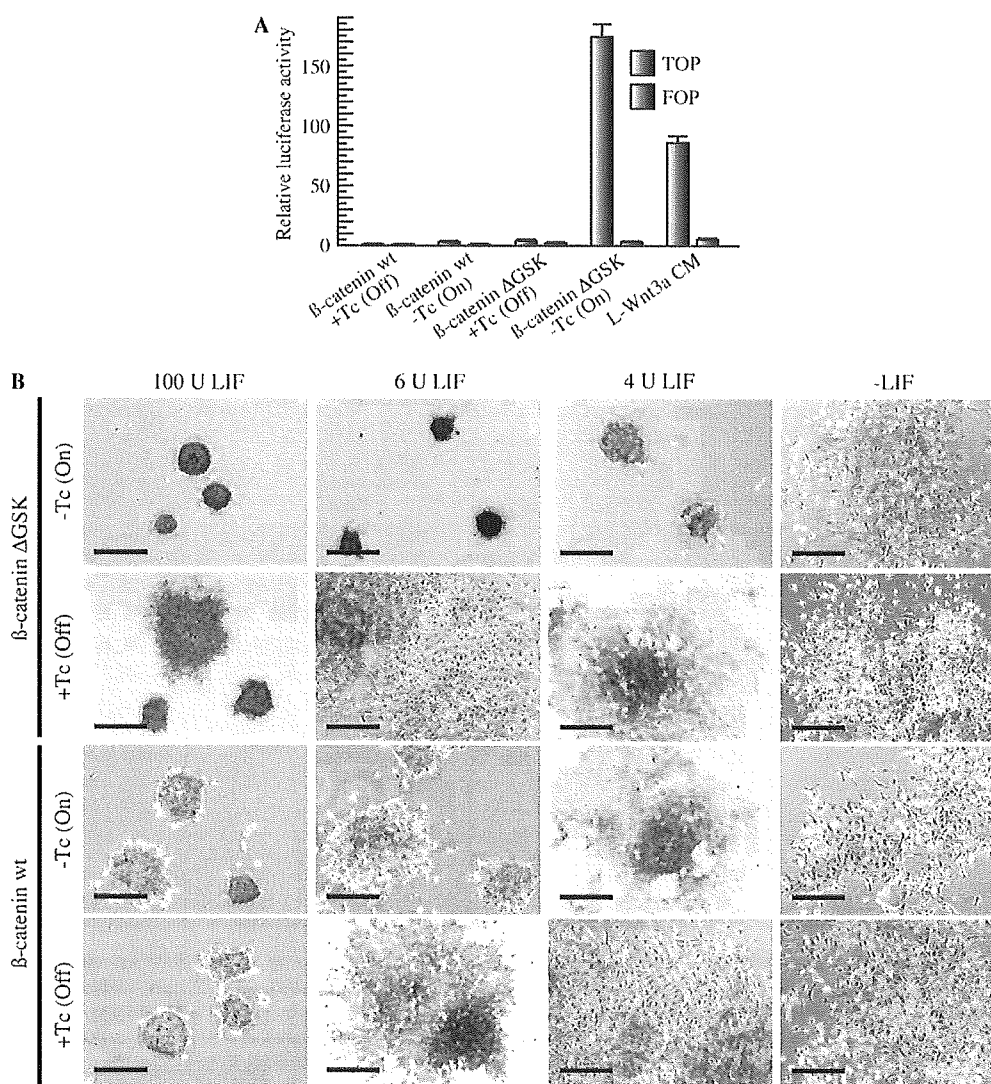 A
Relative luciferase activity
150
100
50
0
TOP
FOP
ß-catenin wt
+Tc (Off)
ß-catenin wt
-Tc (On)
ß-catenin ΔGSK
+Tc (Off)
ß-catenin ΔGSK
-Tc (On)
L-Wnt3a CM
B
100 U LIF
6 U LIF
4 U LIF
-LIF
ß-catenin ΔGSK
-Tc (On)
+Tc (Off)
ß-catenin wt
-Tc (On)
+Tc (Off)